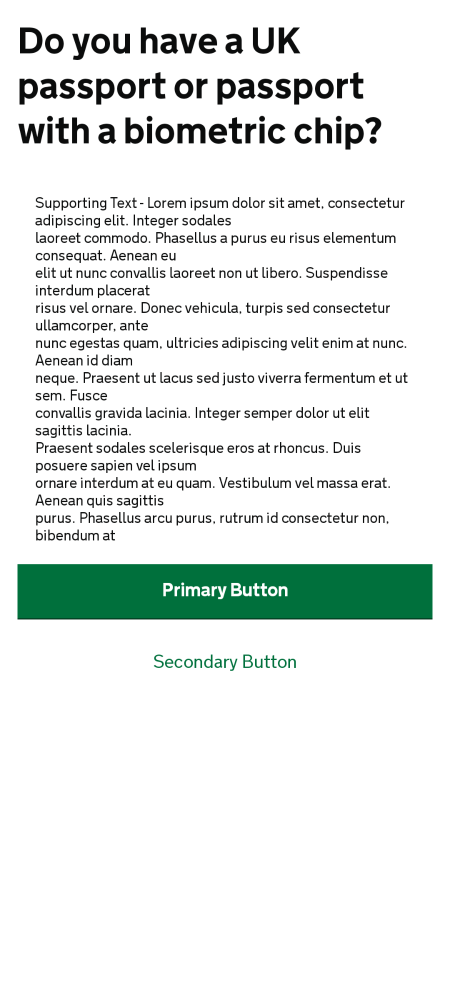 Do you have a UK
passport or passport
with a biometric chip?
Supporting Text - Lorem ipsum dolor sit amet, consectetur
adipiscing elit. Integer sodales
laoreet commodo. Phasellus a purus eu risus elementum
consequat. Aenean eu
elit ut nunc convallis laoreet non ut libero. Suspendisse
interdum placerat
risus vel ornare. Donec vehicula, turpis sed consectetur
ullamcorper, ante
nunc egestas quam, ultricies adipiscing velit enim at nunc.
Aenean id diam
neque. Praesent ut lacus sed justo viverra fermentum et ut
sem. Fusce
convallis gravida lacinia. Integer semper dolor ut elit
sagittis lacinia.
Praesent sodales scelerisque eros at rhoncus. Duis
posuere sapien vel ipsum
ornare interdum at eu quam. Vestibulum vel massa erat.
Aenean quis sagittis
purus. Phasellus arcu purus, rutrum id consectetur non,
bibendum at
Primary Button
Secondary Button